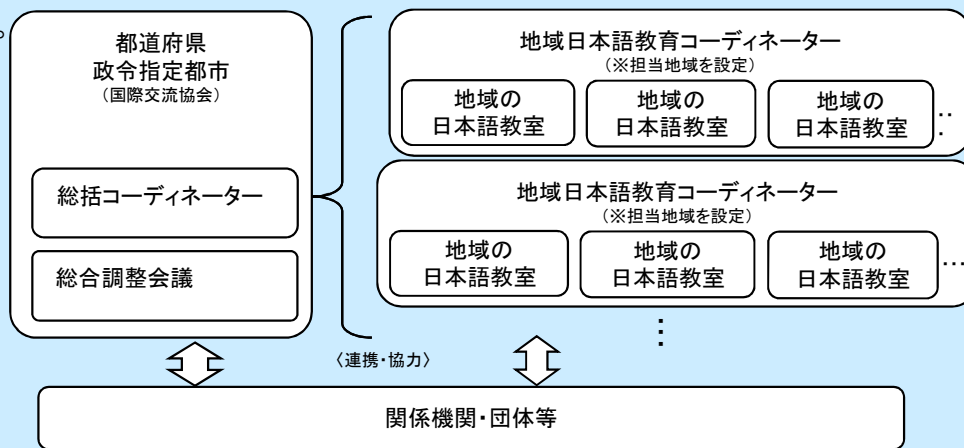 。
都道府県
政令指定都市
（国際交流協会）
総括コーディネーター
総合調整会議
地域日本語教育コーディネーター
（※担当地域を設定）
地域の
日本語教室
地域の
日本語教室
地域の
日本語教室
‥
．
地域日本語教育コーディネーター
（※担当地域を設定）
地域の
日本語教室
地域の
日本語教室
地域の
日本語教室
…
⋮
〈連携・協力〉
関係機関・団体等